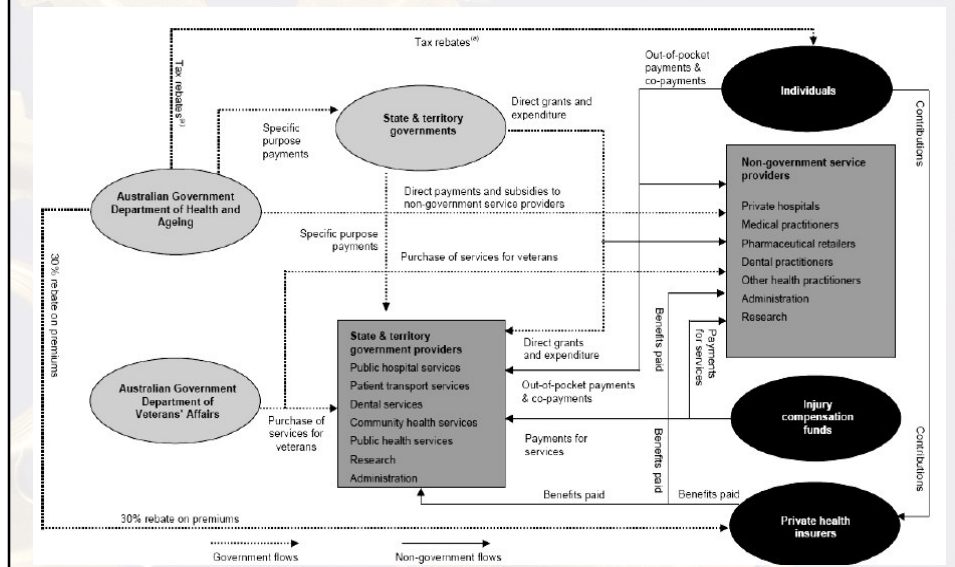 Tax rebates(a)
Tax rebates(a)
Out-of-pocket
payments &
co-payments
Individuals
Contributions
Specific
purpose
payments
State & territory
governments
Direct grants and
expenditure
Non-government service
providers
Private hospitals
Medical practitioners
Pharmaceutical retailers
Dental practitioners
Other health practitioners
Administration
Research
Australian Government
Department of Health and
Ageing
Direct payments and subsidies to
non-government service providers
Specific purpose
payments
Purchase of services for veterans
30% rebate on premiums
State & territory
government providers
Public hospital services
Patient transport services
Dental services
Community health services
Public health services
Research
Administration
Direct grants
and expenditure
Benefits paid
Payments
for services
Australian Government
Department of
Veterans' Affairs
Purchase of
services for
veterans
Out-of-pocket payments
& co-payments
Payments for
services
Injury
compensation
funds
Benefits paid
Contributions
Benefits paid
Benefits paid
Private health
insurers
30% rebate on premiums
Government flows
Non-government flows